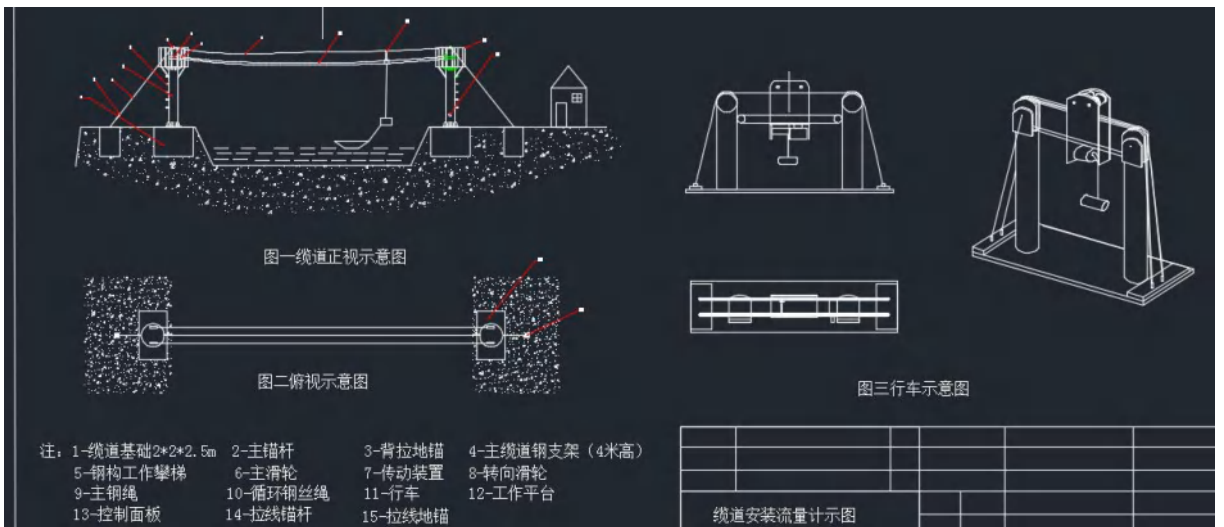 图一缆道正视示意图
图二俯视示意图
图三行车示意图
注：1-缆道基础2*2*2.5m 2-主锚杆 3-背拉地锚 4-主缆道钢支架（4米高）
5-钢构工作攀梯 6-主滑轮 7-传动装置 8-转向滑轮
9-主钢绳 10-循环钢丝绳 11-行车 12-工作平台
13-控制面板 14-拉线锚杆 15-拉线地锚
缆道安装流量计示图